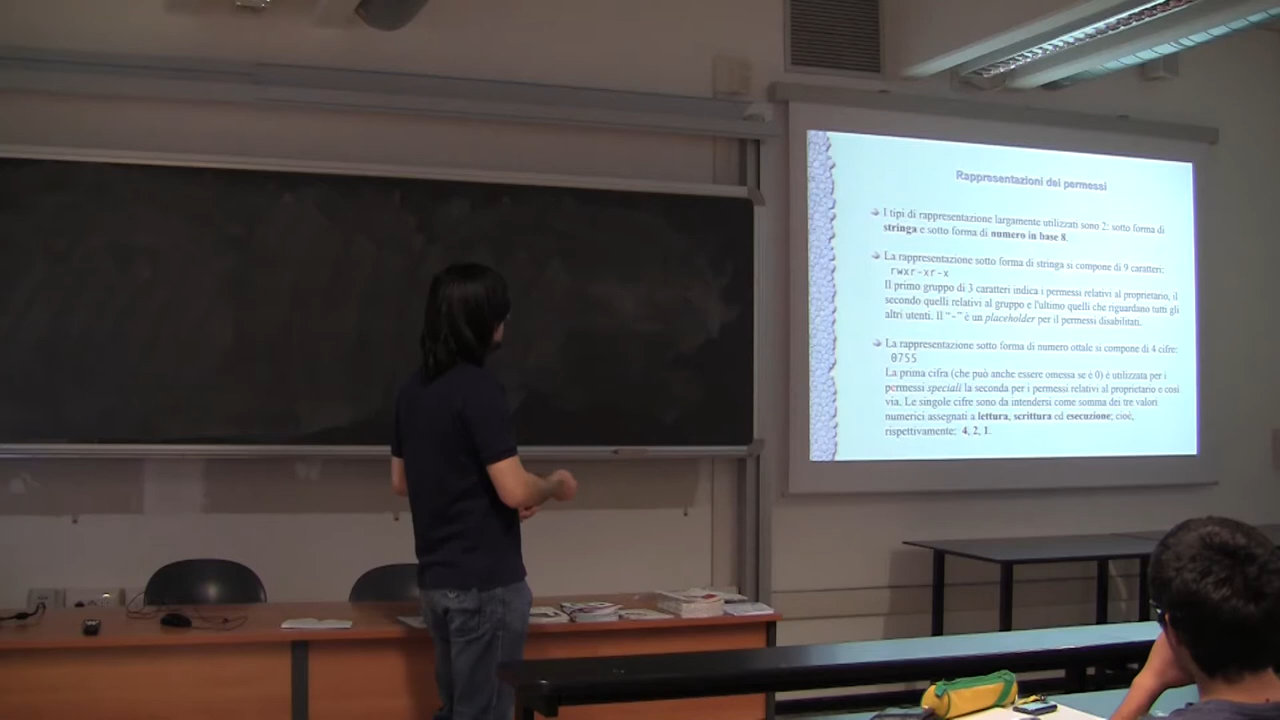 Rappresentazioni dei permessi
I tipi di rappresentazione largamente utilizzati sono 2: sotto forma di
stringa e sotto forma di numero in base 8.
La rappresentazione sotto forma di stringa si compone di 9 caratteri:
rwxr-xr-x
Il primo gruppo di 3 caratteri indica i permessi relativi al proprietario, il
secondo quelli relativi al gruppo e l'ultimo quelli che riguardano tutti gli
altri utenti. Il "-" è un placeholder per il permessi disabilitati.
La rappresentazione sotto forma di numero ottale si compone di 4 cifre:
0755
La prima cifra (che può anche essere omessa se è 0) è utilizzata per i
permessi speciali la seconda per i permessi relativi al proprietario e così
via. Le singole cifre sono da intendersi come somma dei tre valori
numerici assegnati a lettura, scrittura ed esecuzione; cioè,
rispettivamente: 4, 2, 1.